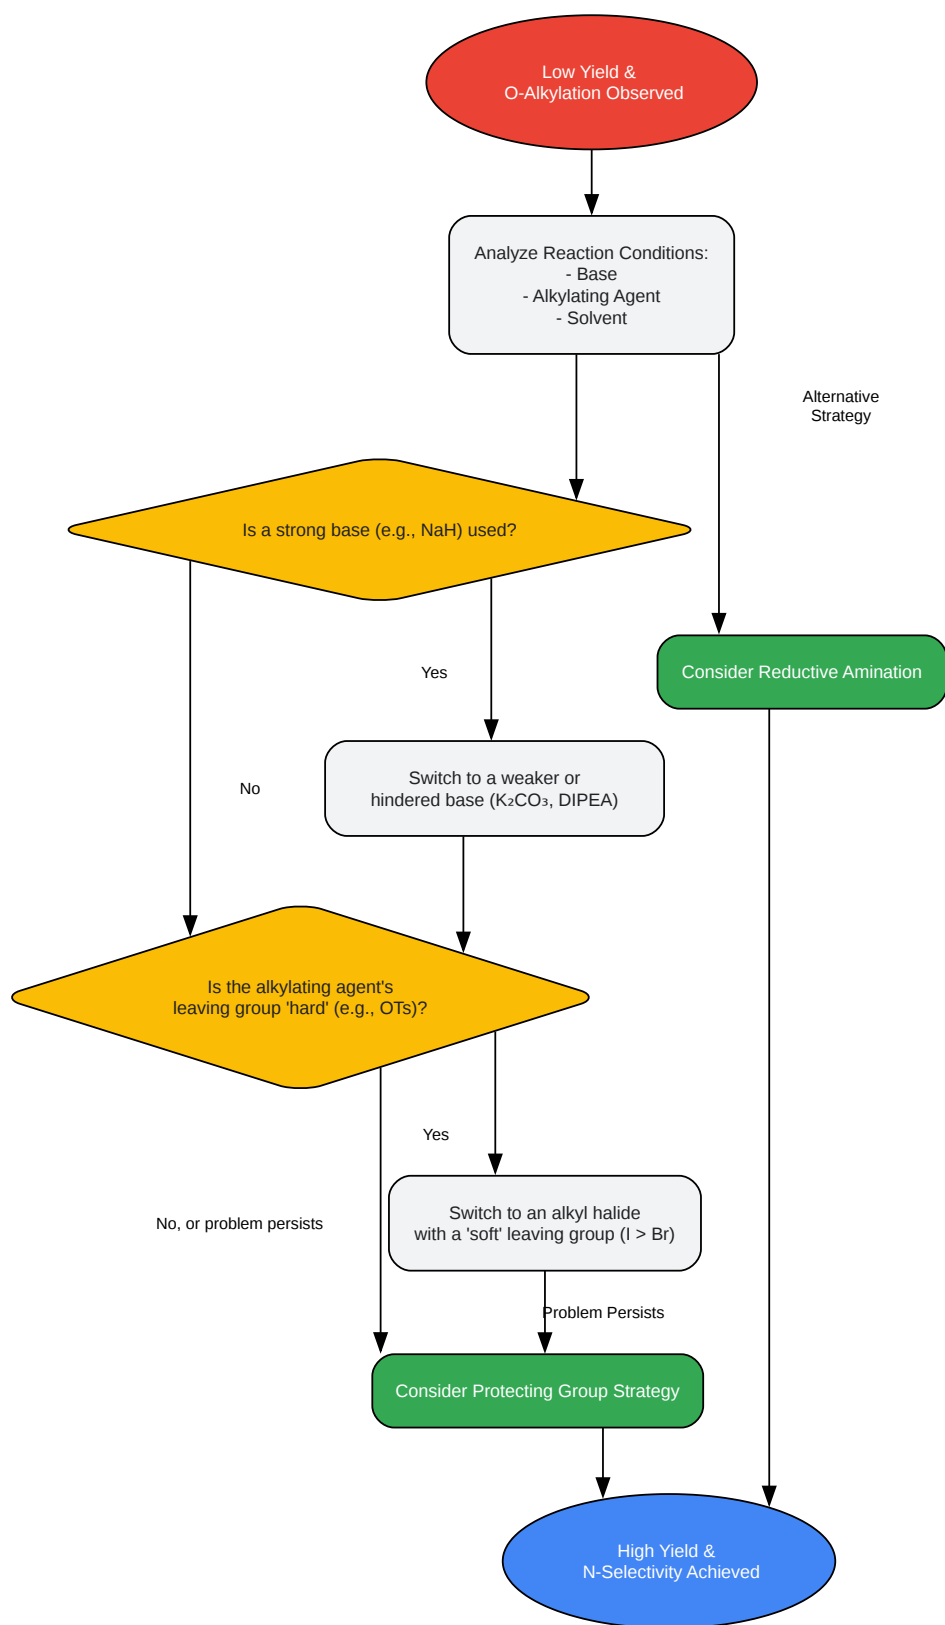 Low Yield &
O-Alkylation Observed
Analyze Reaction Conditions:
- Base
- Alkylating Agent
- Solvent
Alternative
Strategy
Is a strong base (e.g., NaH) used?
Yes
Consider Reductive Amination
No
Switch to a weaker or
hindered base (K₂CO₃, DIPEA)
Is the alkylating agent's
leaving group 'hard' (e.g., OTs)?
Yes
No, or problem persists
Switch to an alkyl halide
with a 'soft' leaving group (I > Br)
Problem Persists
Consider Protecting Group Strategy
High Yield &
N-Selectivity Achieved